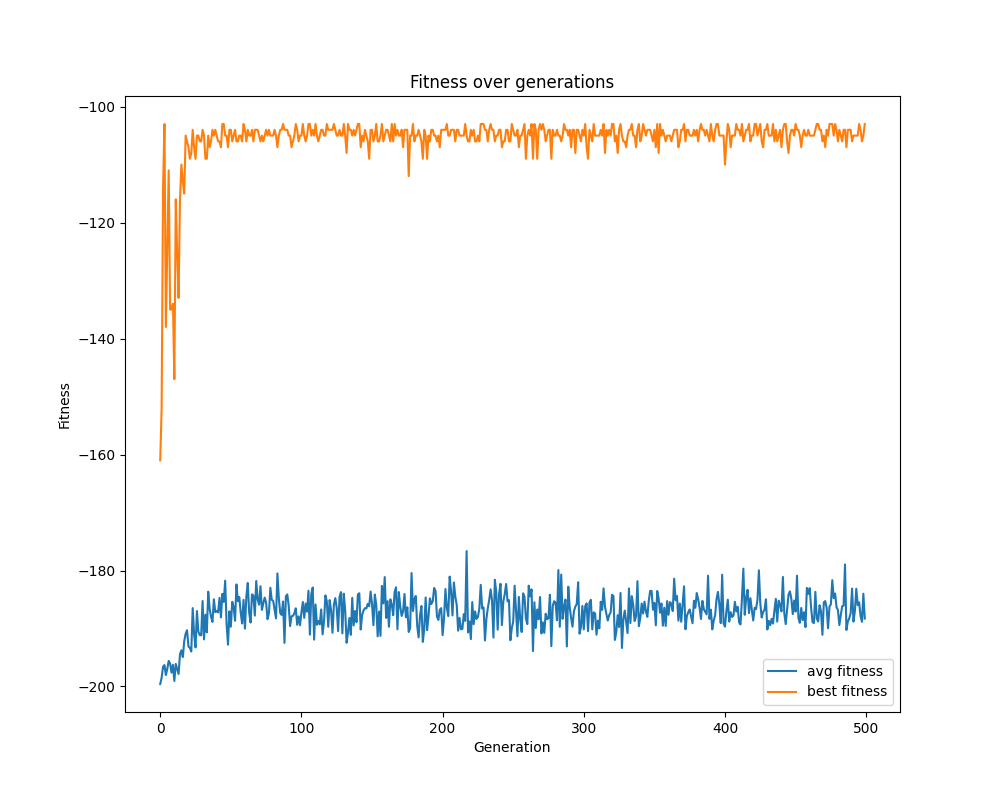 Fitness over generations
−100
−120
−140
−160
−180
−200
Fitness
0 100 200 300 400 500
Generation
avg fitness
best fitness